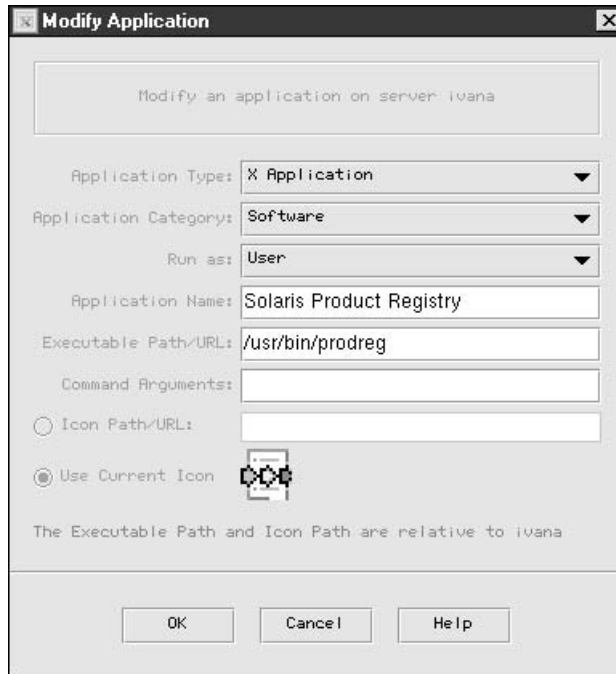 Modify Application
Modify an application on server ivana
Application Type: X Application
Application Category: Software
Run as: User
Application Name: Solaris Product Registry
Executable Path/URL: /usr/bin/prodreg
Command Arguments:
Icon Path/URL:
Use Current Icon
The Executable Path and Icon Path are relative to ivana
OK Cancel Help